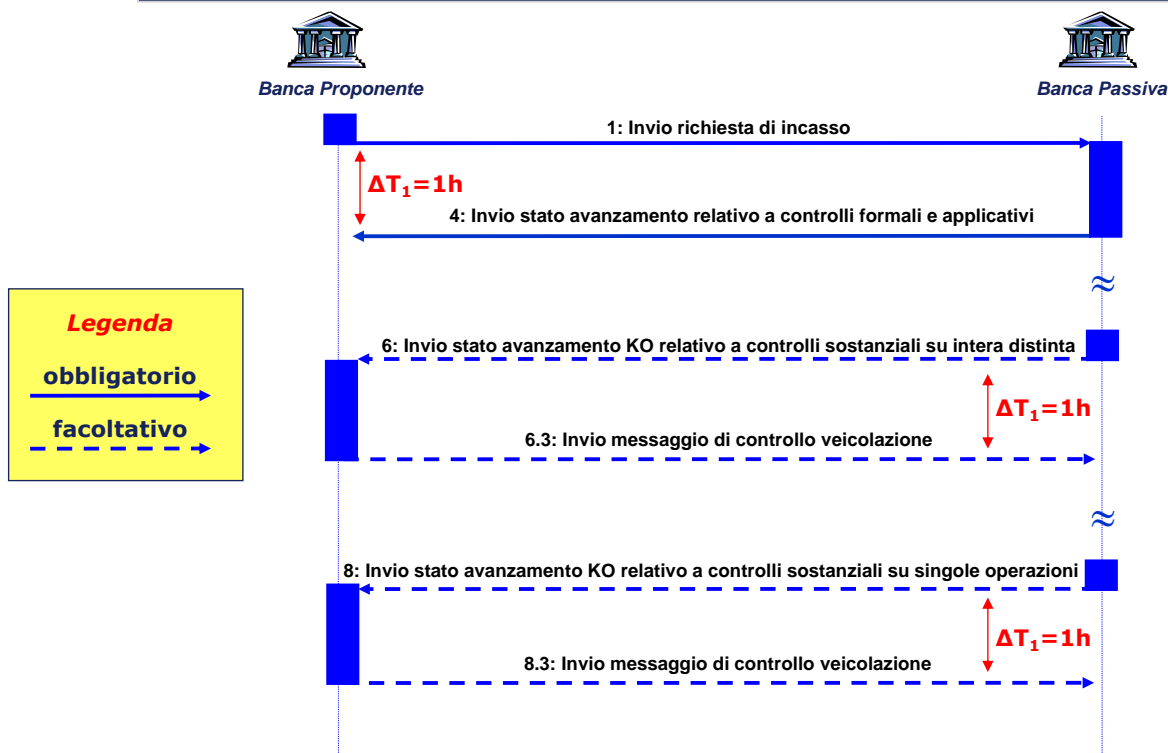 Banca Proponente
Banca Passiva
1: Invio richiesta di incasso
ΔT1=1h
4: Invio stato avanzamento relativo a controlli formali e applicativi
≈
Legenda
obbligatorio
facoltativo
6: Invio stato avanzamento KO relativo a controlli sostanziali su intera distinta
ΔT1=1h
6.3: Invio messaggio di controllo veicolazione
≈
8: Invio stato avanzamento KO relativo a controlli sostanziali su singole operazioni
ΔT1=1h
8.3: Invio messaggio di controllo veicolazione